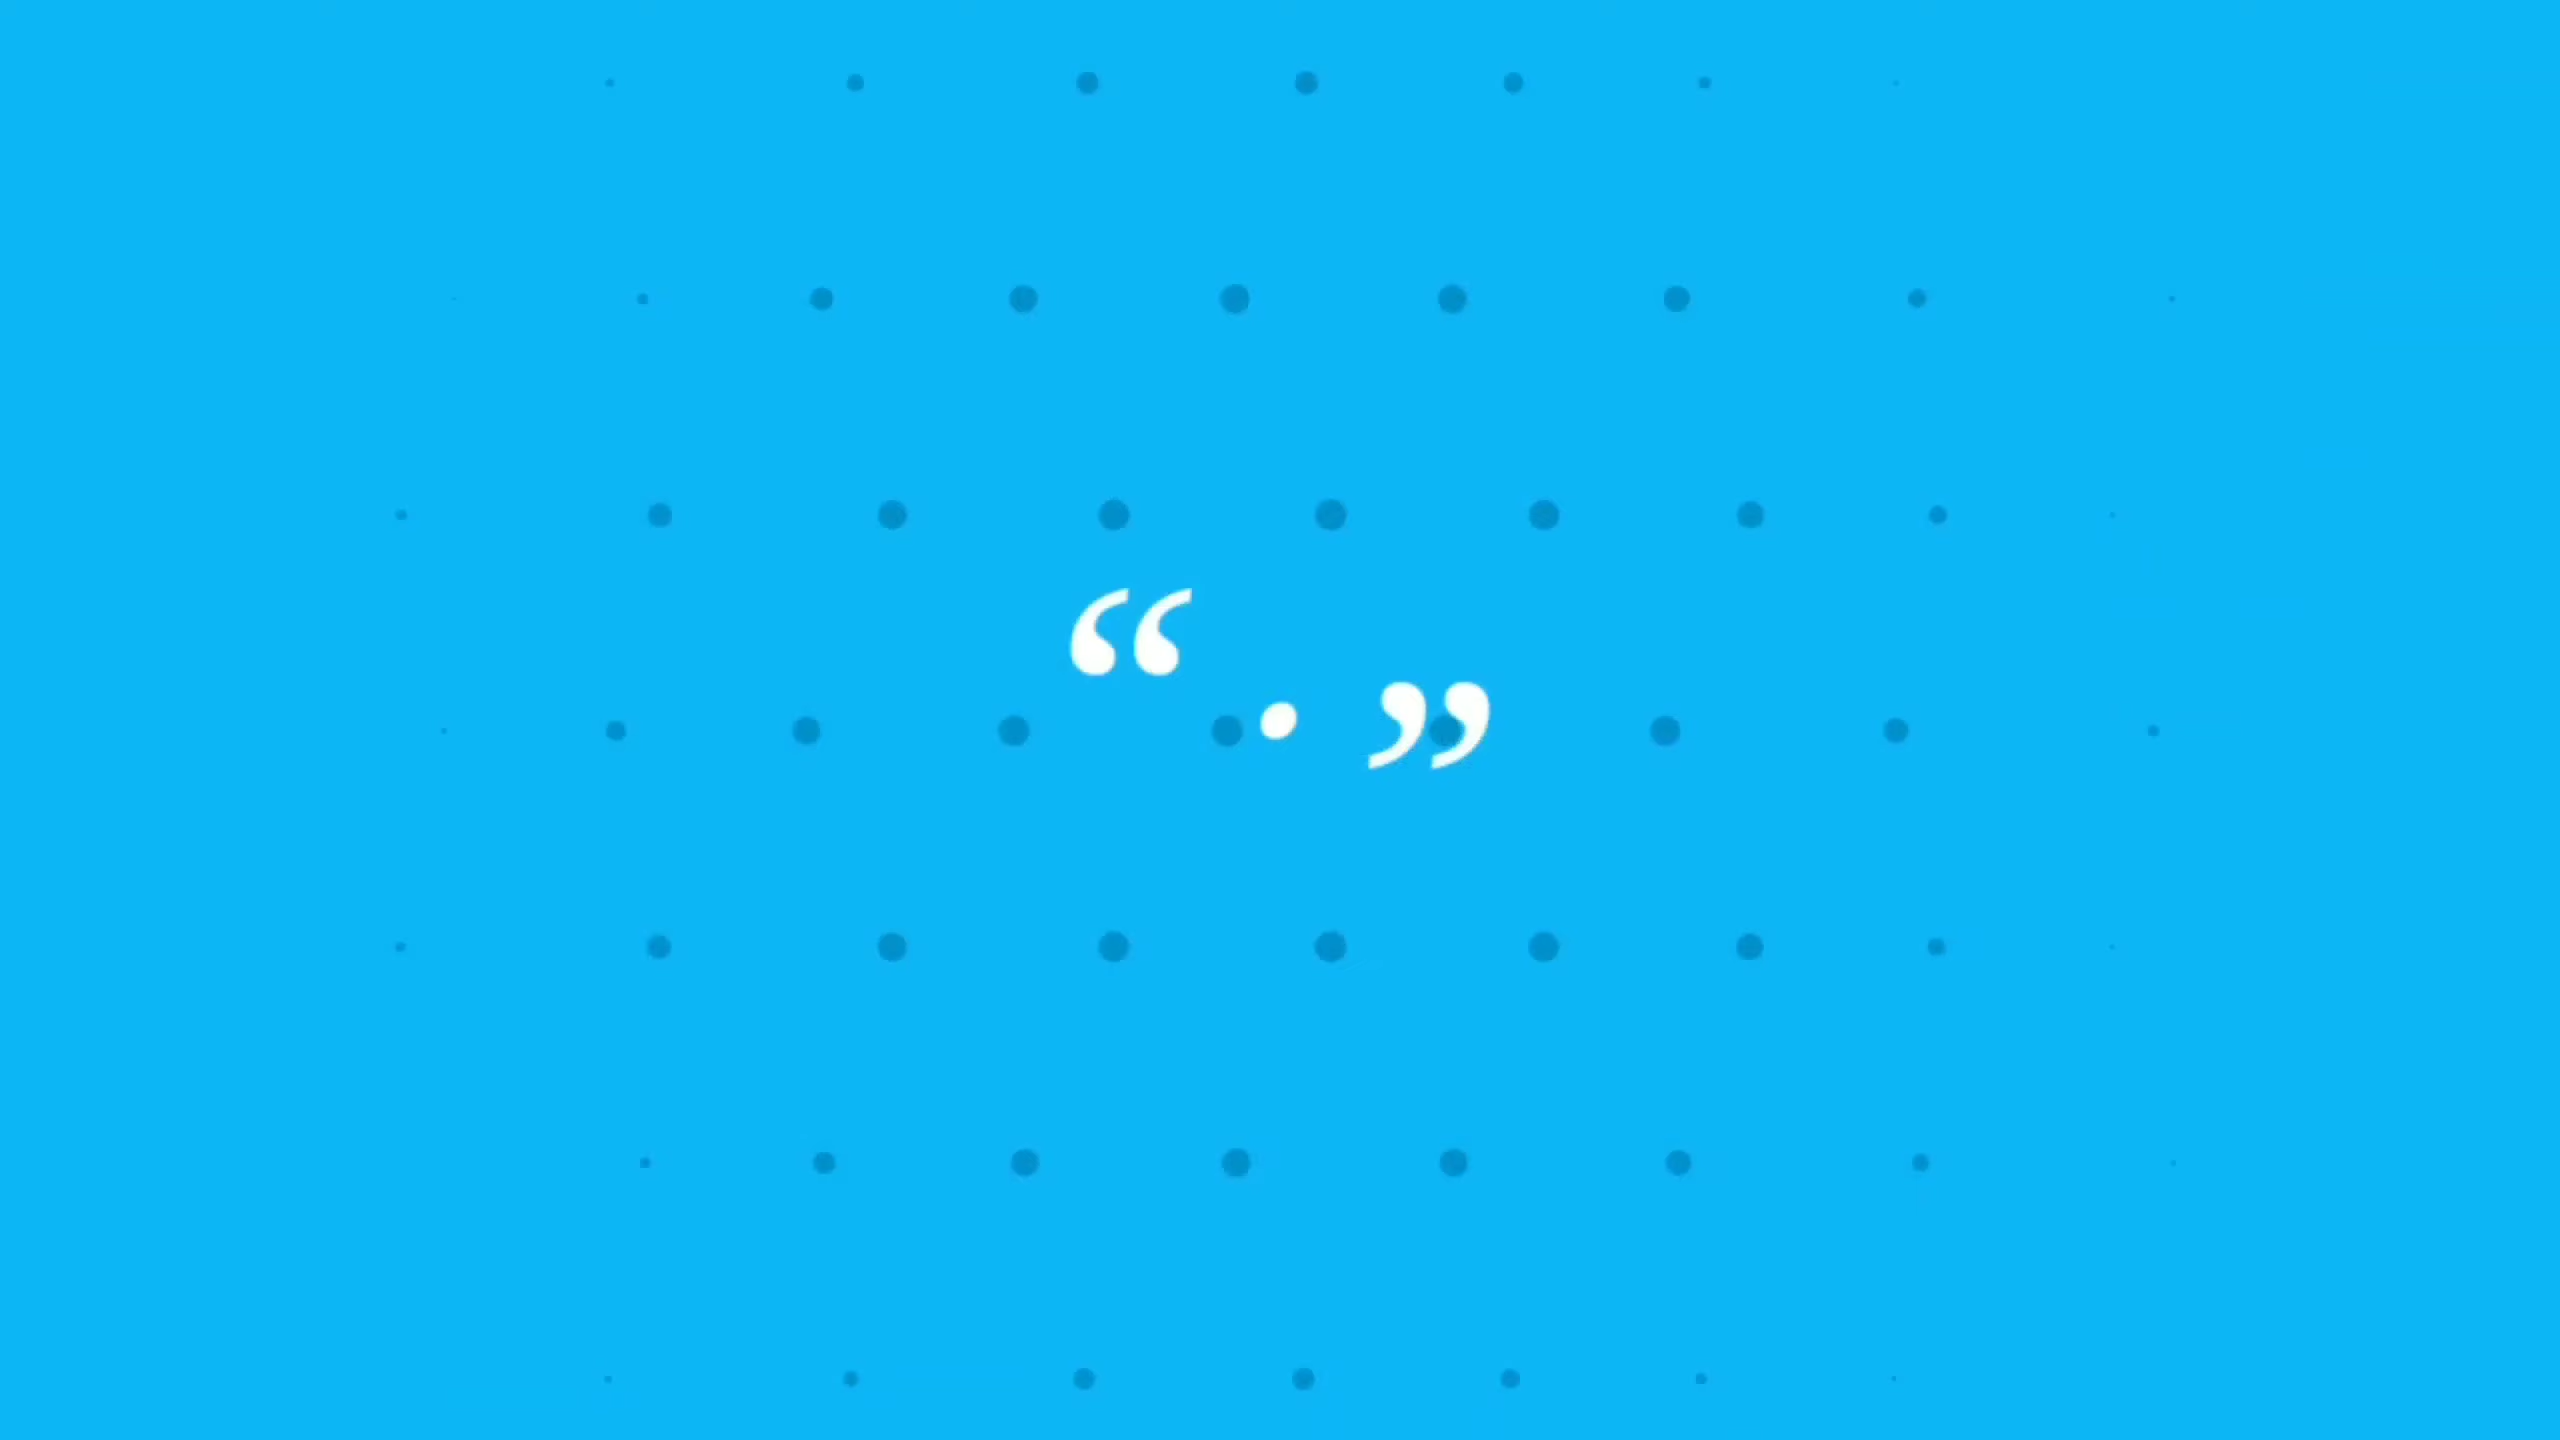 “ . ”